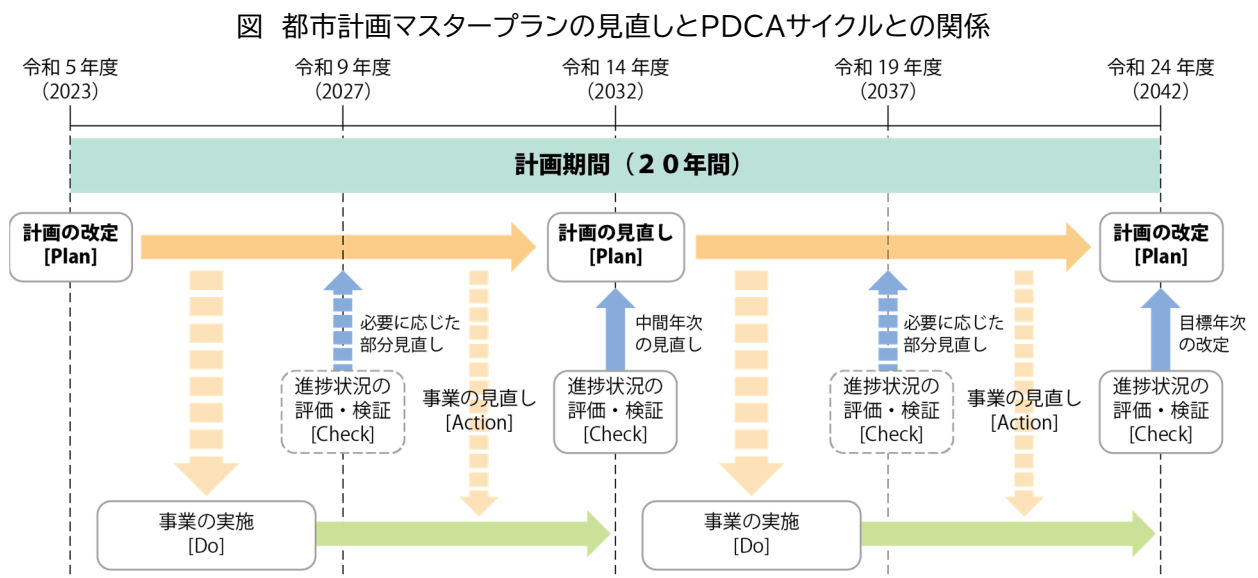 図 都市計画マスタープランの見直しとPDCAサイクルとの関係
令和5年度
(2023)
令和9年度
(2027)
令和14年度
(2032)
令和19年度
(2037)
令和24年度
(2042)
計画期間（２０年間）
計画の改定
[Plan]
計画の見直し
[Plan]
計画の改定
[Plan]
必要に応じた
部分見直し
中間年次
の見直し
必要に応じた
部分見直し
目標年次
の改定
進捗状況の
評価・検証
[Check]
事業の見直し
[Action]
進捗状況の
評価・検証
[Check]
進捗状況の
評価・検証
[Check]
事業の見直し
[Action]
進捗状況の
評価・検証
[Check]
事業の実施
[Do]
事業の実施
[Do]